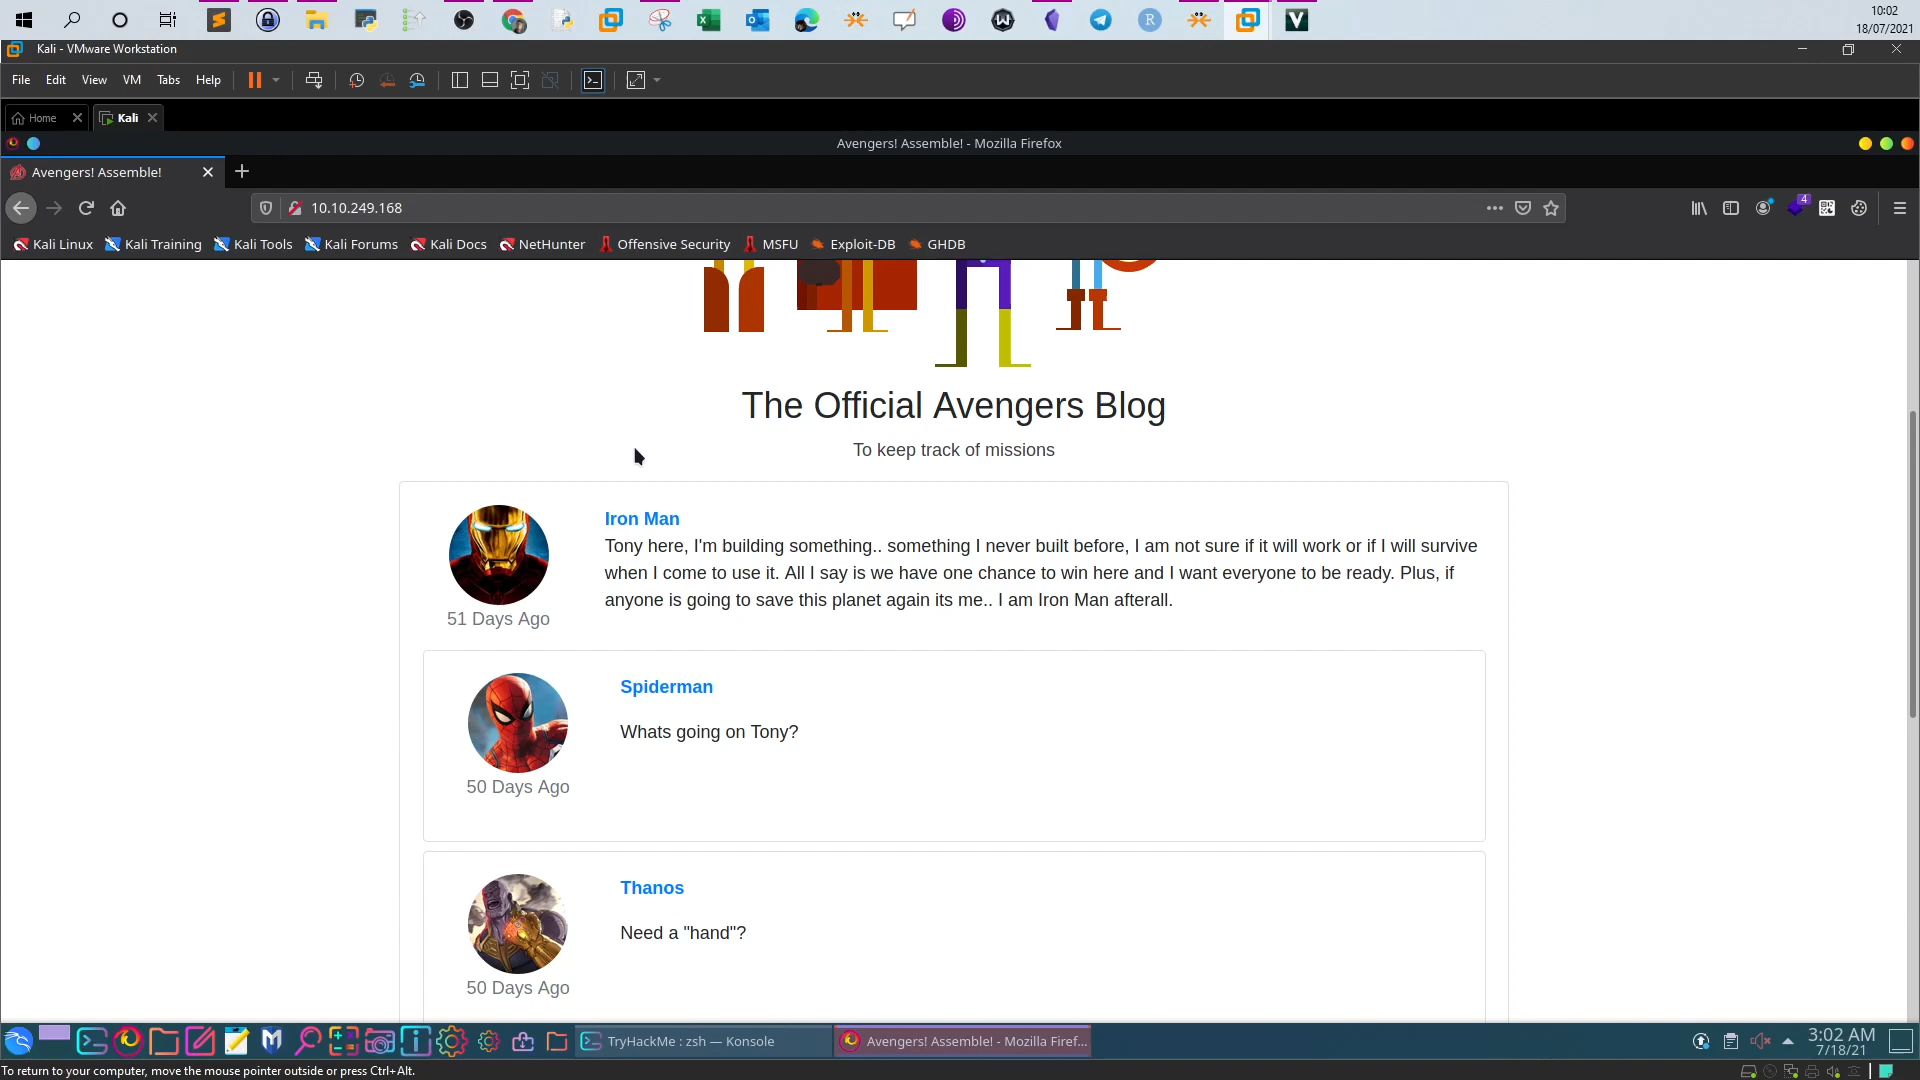 10:02
18/07/2021
Kali - VMware Workstation
File Edit View VM Tabs Help
Home Kali
Avengers! Assemble! - Mozilla Firefox
Avengers! Assemble!
10.10.249.168
4
Kali Linux Kali Training Kali Tools Kali Forums Kali Docs NetHunter Offensive Security MSFU Exploit-DB GHDB
The Official Avengers Blog
To keep track of missions
Iron Man
Tony here, I'm building something.. something I never built before, I am not sure if it will work or if I will survive
when I come to use it. All I say is we have one chance to win here and I want everyone to be ready. Plus, if
anyone is going to save this planet again its me.. I am Iron Man afterall.
51 Days Ago
Spiderman
Whats going on Tony?
50 Days Ago
Thanos
Need a "hand"?
50 Days Ago
TryHackMe : zsh — Konsole
Avengers! Assemble! - Mozilla Firef...
3:02 AM
7/18/21
To return to your computer, move the mouse pointer outside or press Ctrl+Alt.